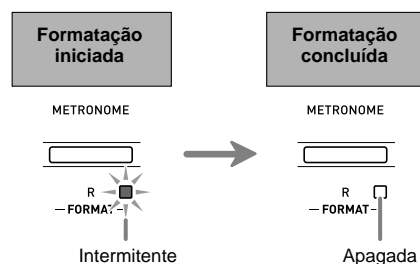 Formatação
iniciada
METRONOME
R
FORMAT
Intermitente
Formatação
concluída
METRONOME
R
FORMAT
Apagada